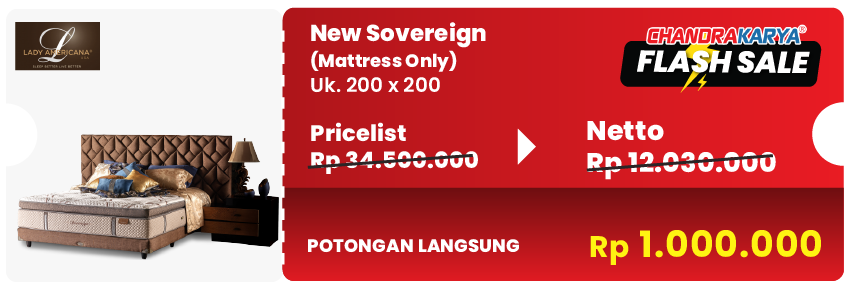 LADY AMERICANA®
SLEEP BETTER LIVE BETTER
New Sovereign
(Mattress Only)
Uk. 200 x 200
CHANDRAKARYA®
FLASH SALE
Pricelist
Rp 34.500.000
Netto
Rp 12.030.000
POTONGAN LANGSUNG
Rp 1.000.000